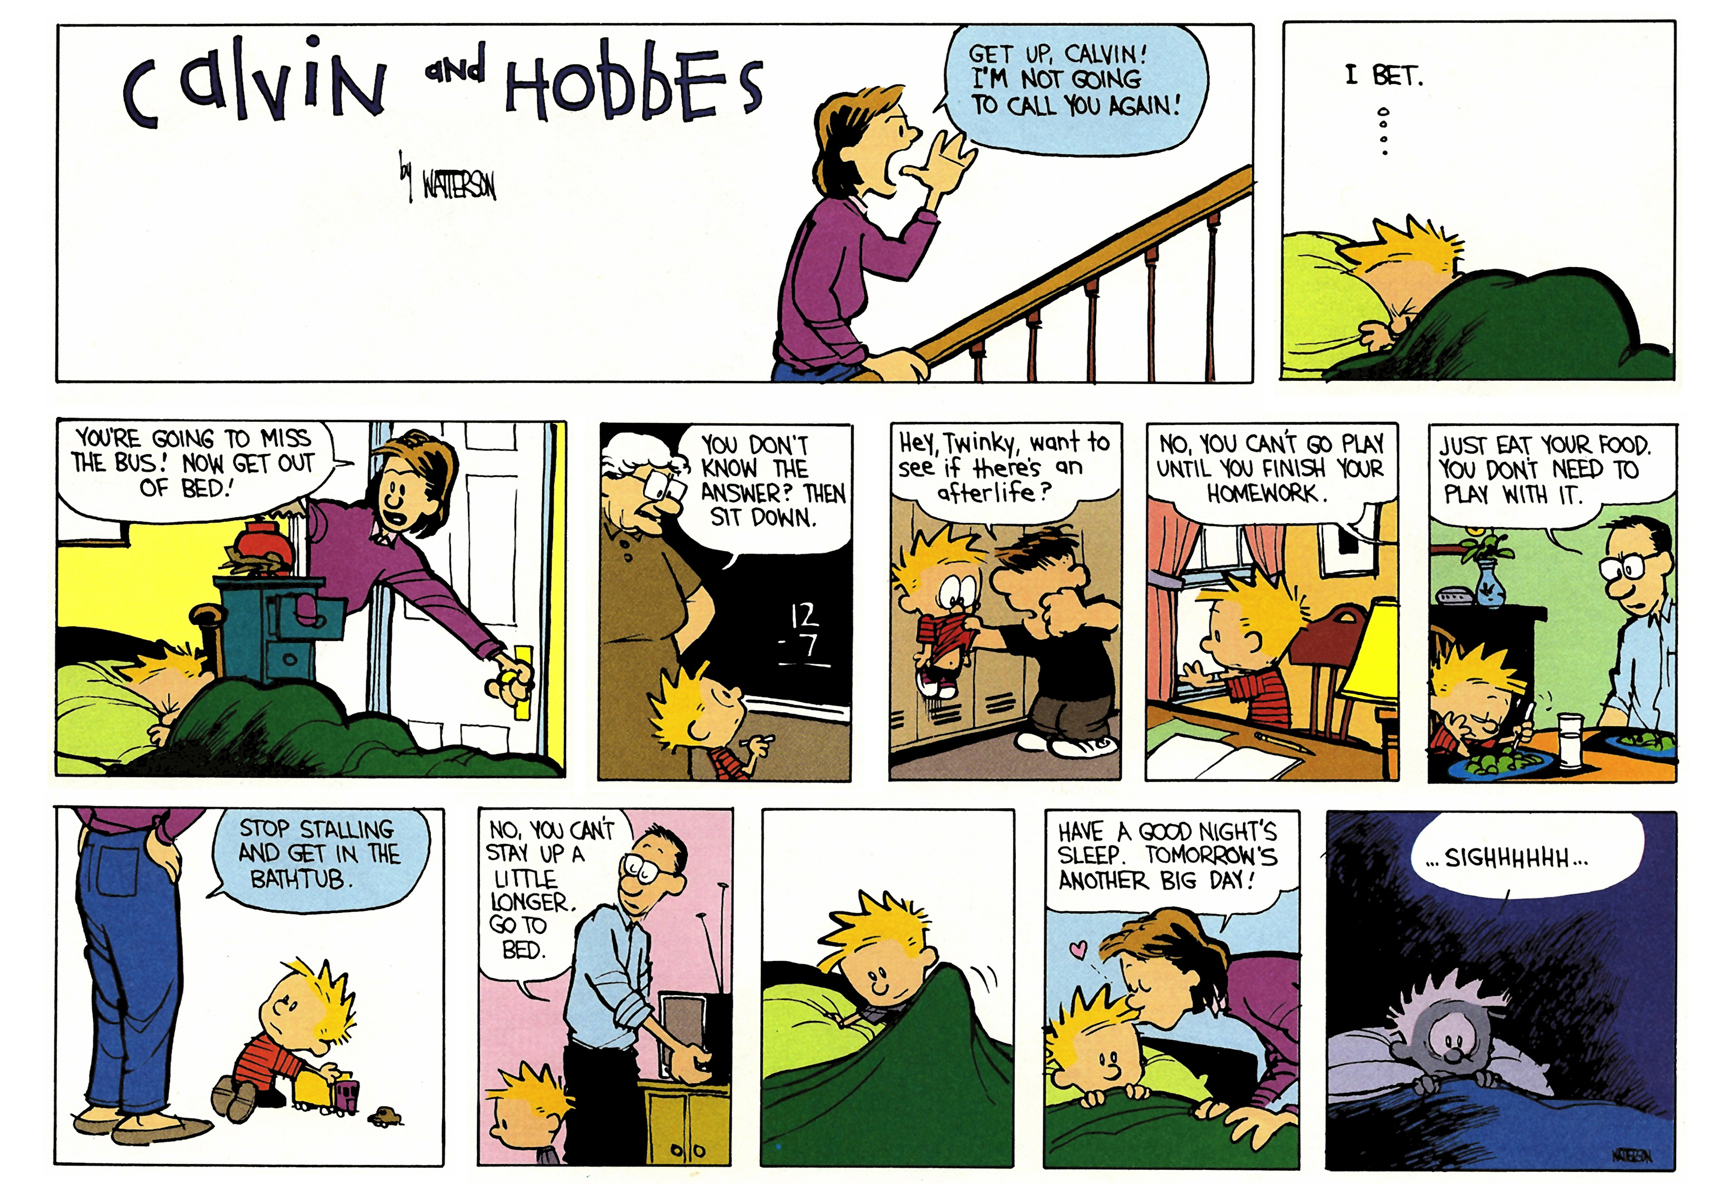 Calvin and HobbEs
by WATTERSON
GET UP, CALVIN!
I'M NOT GOING
TO CALL YOU AGAIN!
I BET.
YOU'RE GOING TO MISS
THE BUS! NOW GET OUT
OF BED!
YOU DON'T
KNOW THE
ANSWER? THEN
SIT DOWN.
12
- 7
Hey, Twinky, want to
see if there's an
afterlife?
NO, YOU CAN'T GO PLAY
UNTIL YOU FINISH YOUR
HOMEWORK.
JUST EAT YOUR FOOD.
YOU DON'T NEED TO
PLAY WITH IT.
STOP STALLING
AND GET IN THE
BATHTUB.
NO, YOU CAN'T
STAY UP A
LITTLE
LONGER.
GO TO
BED.
HAVE A GOOD NIGHT'S
SLEEP. TOMORROW'S
ANOTHER BIG DAY!
... SIGHHHHHH...
WATTERSON